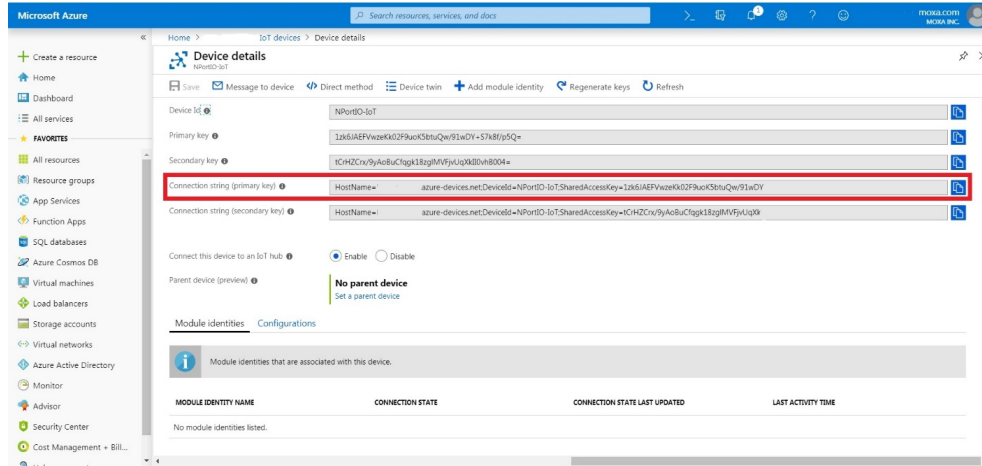 Microsoft Azure
Search resources, services, and docs
1
moxa.com
MOXA INC.
Home > IoT devices > Device details
Create a resource
Home
Dashboard
All services
FAVORITES
All resources
Resource groups
App Services
Function Apps
SQL databases
Azure Cosmos DB
Virtual machines
Load balancers
Storage accounts
Virtual networks
Azure Active Directory
Monitor
Advisor
Security Center
Cost Management + Bill...
Device details
NPortIO-IoT
Save Message to device Direct method Device twin Add module identity Regenerate keys Refresh
Device Id NPortIO-IoT
Primary key 1zk6JAEFVwzeKk02F9uoK5btuQw/91wDY+S7k8f/p5Q=
Secondary key
Connection string (primary key) HostName= azure-devices.net;DeviceId=NPortIO-IoT;SharedAccessKey=1zk6JAEFVwzeKk02F9uoK5btuQw/91wDY
Connection string (secondary key) HostName= azure-devices.net;DeviceId=NPortIO-IoT;SharedAccessKey=
Connect this device to an IoT hub Enable Disable
Parent device (preview) No parent device
Set a parent device
Module identities Configurations
Module identities that are associated with this device.
MODULE IDENTITY NAME CONNECTION STATE CONNECTION STATE LAST UPDATED LAST ACTIVITY TIME
No module identities listed.